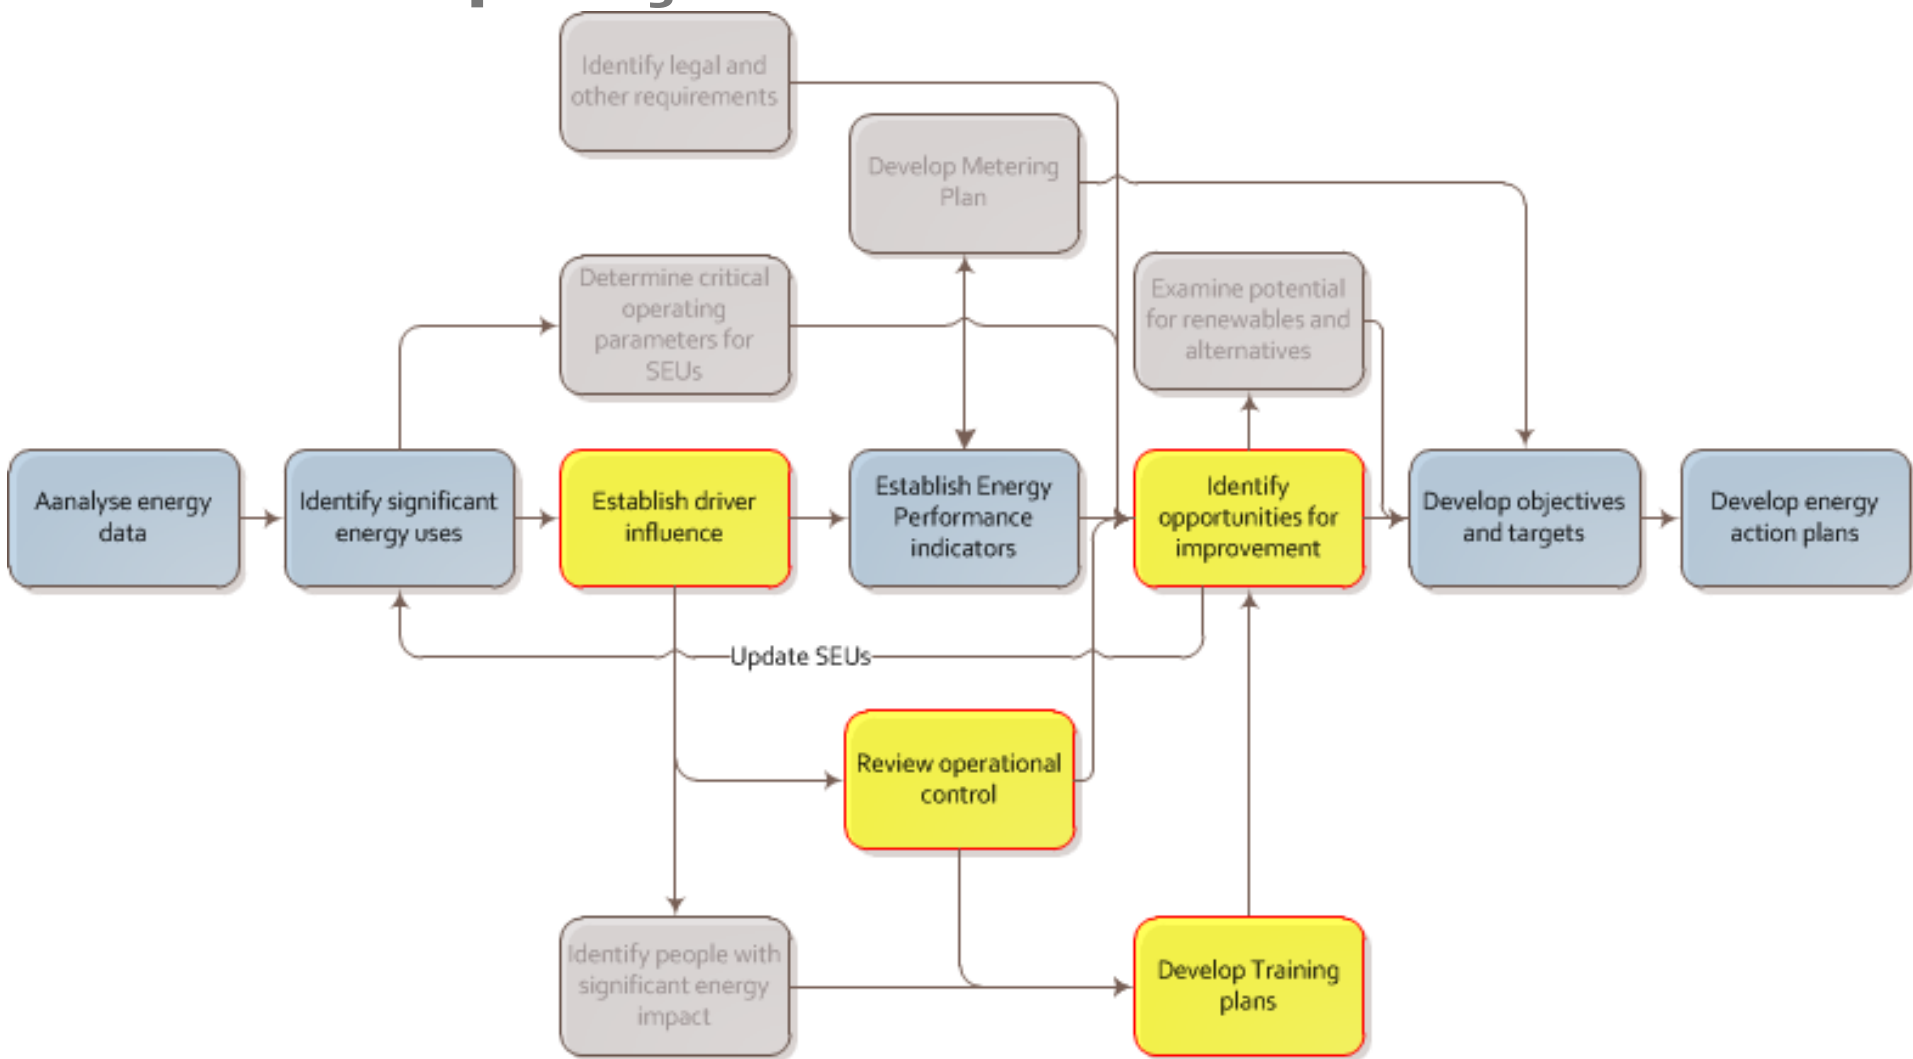 Identify legal and
other requirements
Develop Metering
Plan
Determine critical
operating
parameters for
SEUs
Examine potential
for renewables and
alternatives
Aanalyse energy
data
Identify significant
energy uses
Establish driver
influence
Establish Energy
Performance
indicators
Identify
opportunities for
improvement
Develop objectives
and targets
Develop energy
action plans
Update SEUs
Review operational
control
Identify people with
significant energy
impact
Develop Training
plans